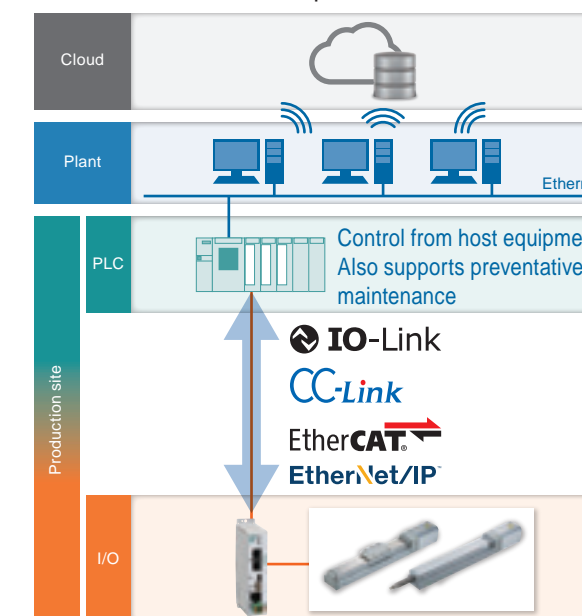 Cloud
Plant
Ethern
PLC
Control from host equipme
Also supports preventative
maintenance
IO-Link
CC-Link
EtherCAT.
EtherNet/IP
Production site
I/O